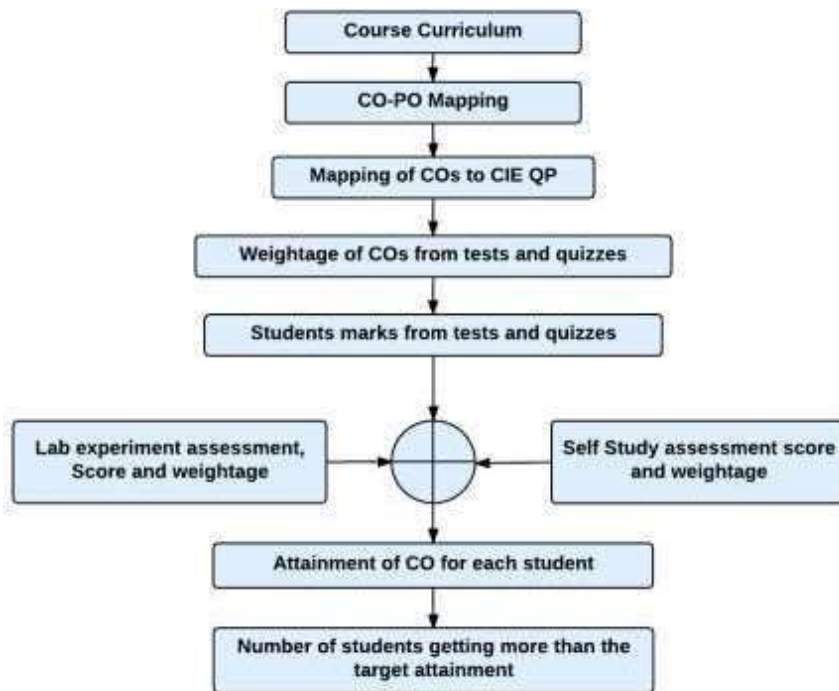 Course Curriculum
CO-PO Mapping
Mapping of COs to CIE QP
Weightage of COs from tests and quizzes
Students marks from tests and quizzes
Lab experiment assessment,
Score and weightage
Self Study assessment score
and weightage
Attainment of CO for each student
Number of students getting more than the
target attainment